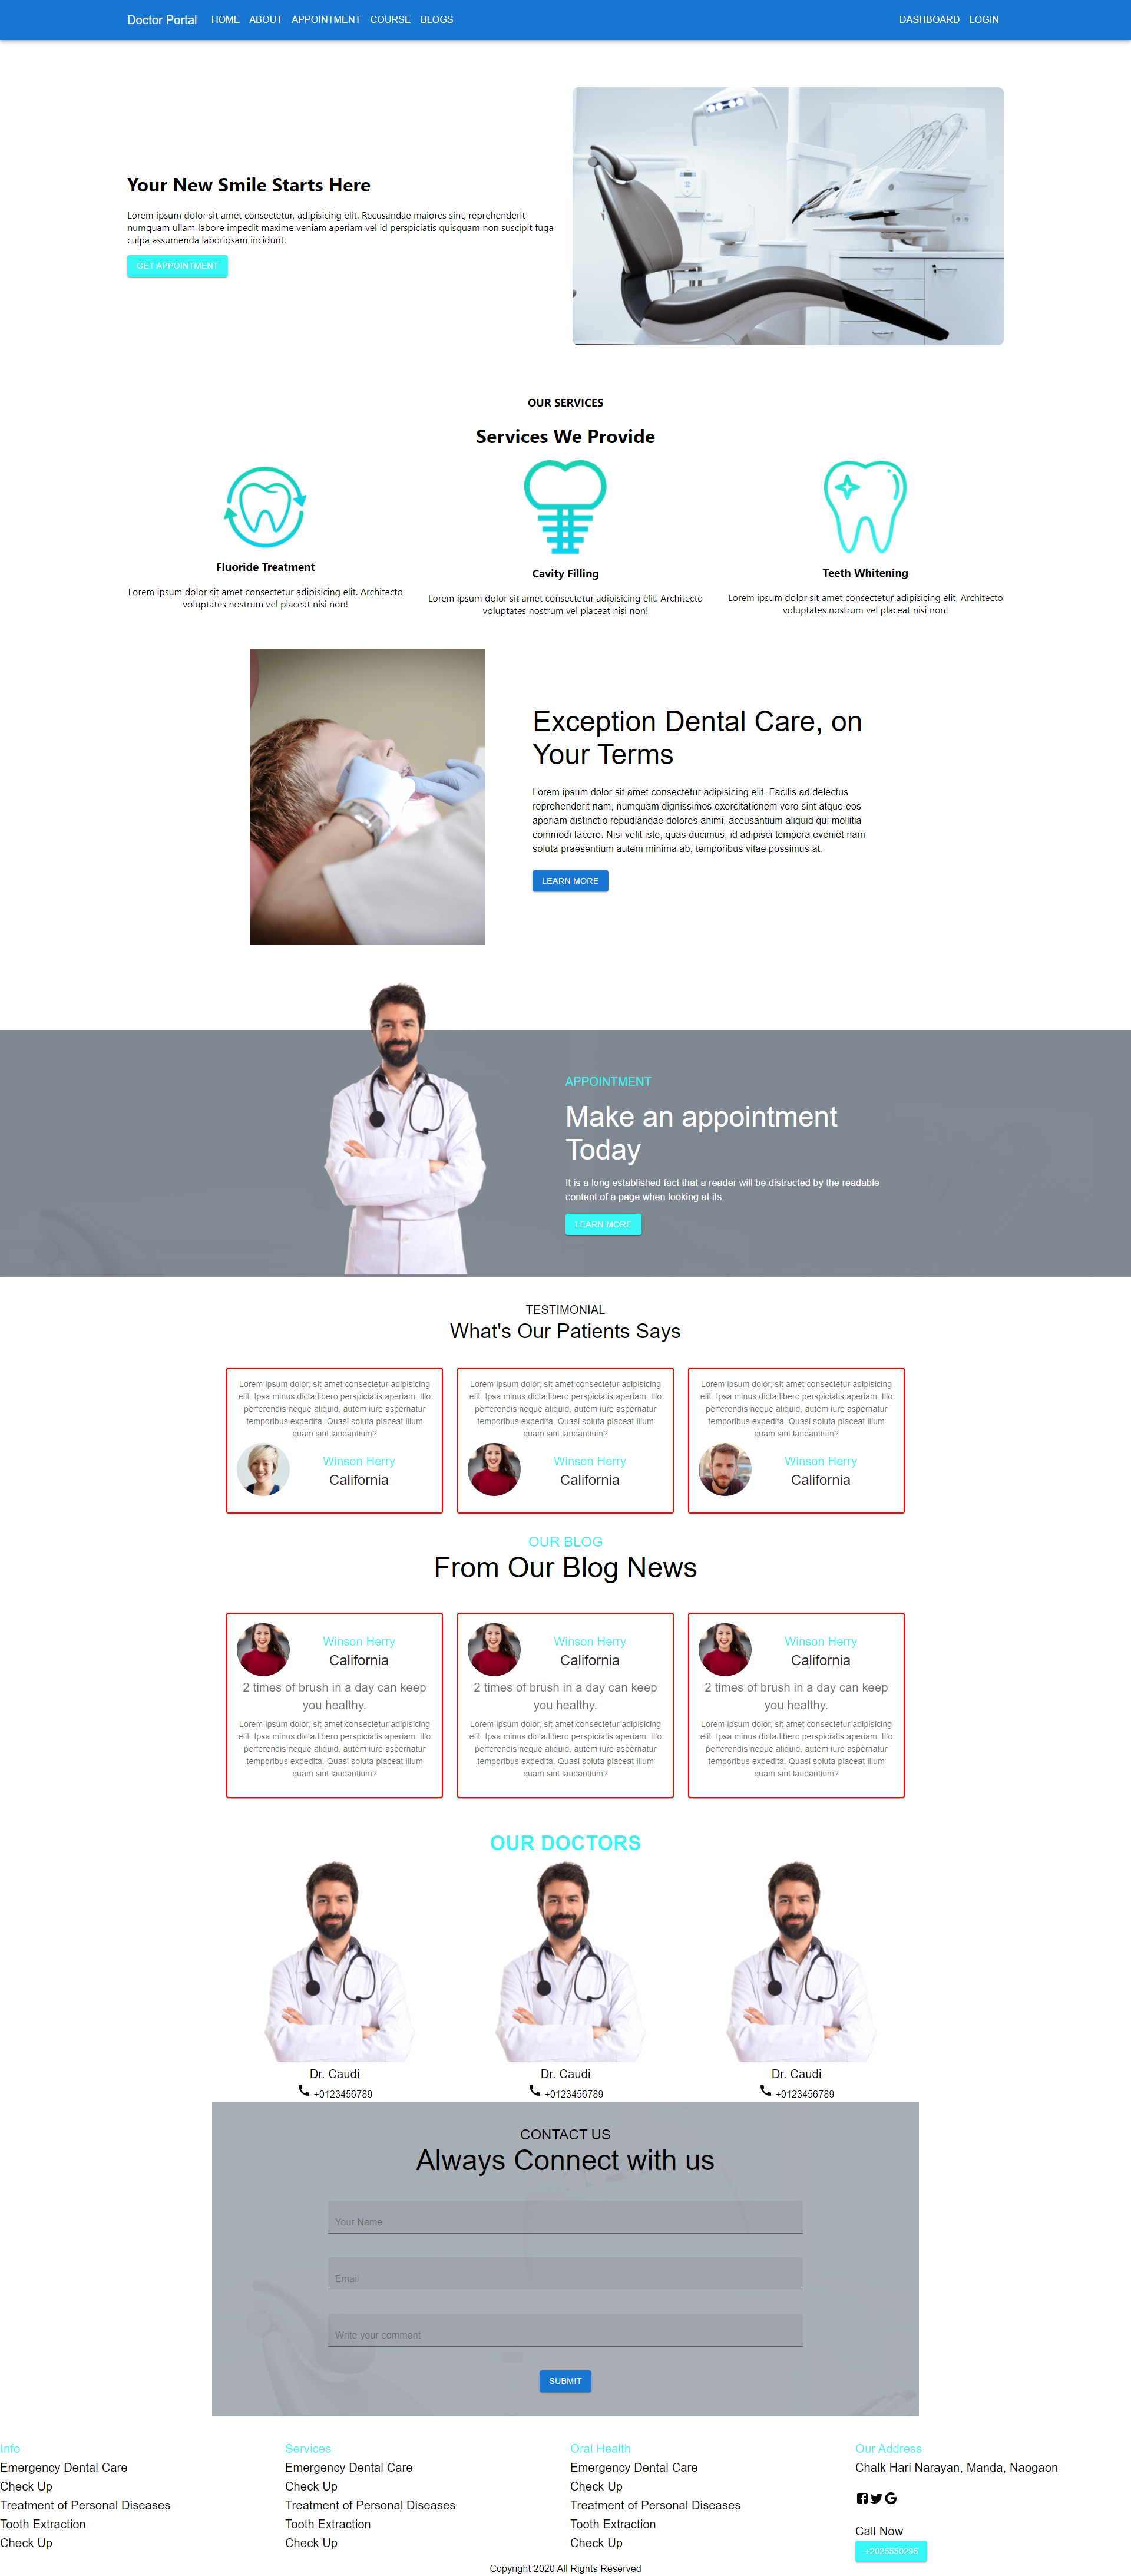 Doctor Portal HOME ABOUT APPOINTMENT COURSE BLOGS DASHBOARD LOGIN
Your New Smile Starts Here
Lorem ipsum dolor sit amet consectetur, adipisicing elit. Recusandae maiores sint, reprehenderit
numquam ullam labore impedit maxime veniam aperiam vel id perspiciatis quisquam non suscipit fuga
culpa assumenda laboriosam incidunt.
GET APPOINTMENT
OUR SERVICES
Services We Provide
Fluoride Treatment
Lorem ipsum dolor sit amet consectetur adipisicing elit. Architecto
voluptates nostrum vel placeat nisi non!
Cavity Filling
Lorem ipsum dolor sit amet consectetur adipisicing elit. Architecto
voluptates nostrum vel placeat nisi non!
Teeth Whitening
Lorem ipsum dolor sit amet consectetur adipisicing elit. Architecto
voluptates nostrum vel placeat nisi non!
Exception Dental Care, on
Your Terms
Lorem ipsum dolor sit amet consectetur adipisicing elit. Facilis ad delectus
reprehenderit nam, numquam dignissimos exercitationem vero sint atque eos
aperiam distinctio repudiandae dolores animi, accusantium aliquid qui mollitia
commodi facere. Nisi velit iste, quas ducimus, id adipisci tempora eveniet nam
soluta praesentium autem minima ab, temporibus vitae possimus at.
LEARN MORE
APPOINTMENT
Make an appointment
Today
It is a long established fact that a reader will be distracted by the readable
content of a page when looking at its.
LEARN MORE
TESTIMONIAL
What's Our Patients Says
Lorem ipsum dolor, sit amet consectetur adipisicing
elit. Ipsa minus dicta libero perspiciatis aperiam. Illo
perferendis neque aliquid, autem iure aspernatur
temporibus expedita. Quasi soluta placeat illum
quam sint laudantium?
Winson Herry
California
Lorem ipsum dolor, sit amet consectetur adipisicing
elit. Ipsa minus dicta libero perspiciatis aperiam. Illo
perferendis neque aliquid, autem iure aspernatur
temporibus expedita. Quasi soluta placeat illum
quam sint laudantium?
Winson Herry
California
Lorem ipsum dolor, sit amet consectetur adipisicing
elit. Ipsa minus dicta libero perspiciatis aperiam. Illo
perferendis neque aliquid, autem iure aspernatur
temporibus expedita. Quasi soluta placeat illum
quam sint laudantium?
Winson Herry
California
OUR BLOG
From Our Blog News
Winson Herry
California
2 times of brush in a day can keep
you healthy.
Lorem ipsum dolor, sit amet consectetur adipisicing
elit. Ipsa minus dicta libero perspiciatis aperiam. Illo
perferendis neque aliquid, autem iure aspernatur
temporibus expedita. Quasi soluta placeat illum
quam sint laudantium?
Winson Herry
California
2 times of brush in a day can keep
you healthy.
Lorem ipsum dolor, sit amet consectetur adipisicing
elit. Ipsa minus dicta libero perspiciatis aperiam. Illo
perferendis neque aliquid, autem iure aspernatur
temporibus expedita. Quasi soluta placeat illum
quam sint laudantium?
Winson Herry
California
2 times of brush in a day can keep
you healthy.
Lorem ipsum dolor, sit amet consectetur adipisicing
elit. Ipsa minus dicta libero perspiciatis aperiam. Illo
perferendis neque aliquid, autem iure aspernatur
temporibus expedita. Quasi soluta placeat illum
quam sint laudantium?
OUR DOCTORS
Dr. Caudi
+0123456789
Dr. Caudi
+0123456789
Dr. Caudi
+0123456789
CONTACT US
Always Connect with us
Your Name
Email
Write your comment
SUBMIT
Info
Emergency Dental Care
Check Up
Treatment of Personal Diseases
Tooth Extraction
Check Up
Services
Emergency Dental Care
Check Up
Treatment of Personal Diseases
Tooth Extraction
Check Up
Oral Health
Emergency Dental Care
Check Up
Treatment of Personal Diseases
Tooth Extraction
Check Up
Our Address
Chalk Hari Narayan, Manda, Naogaon
Call Now
+2025550295
Copyright 2020 All Rights Reserved